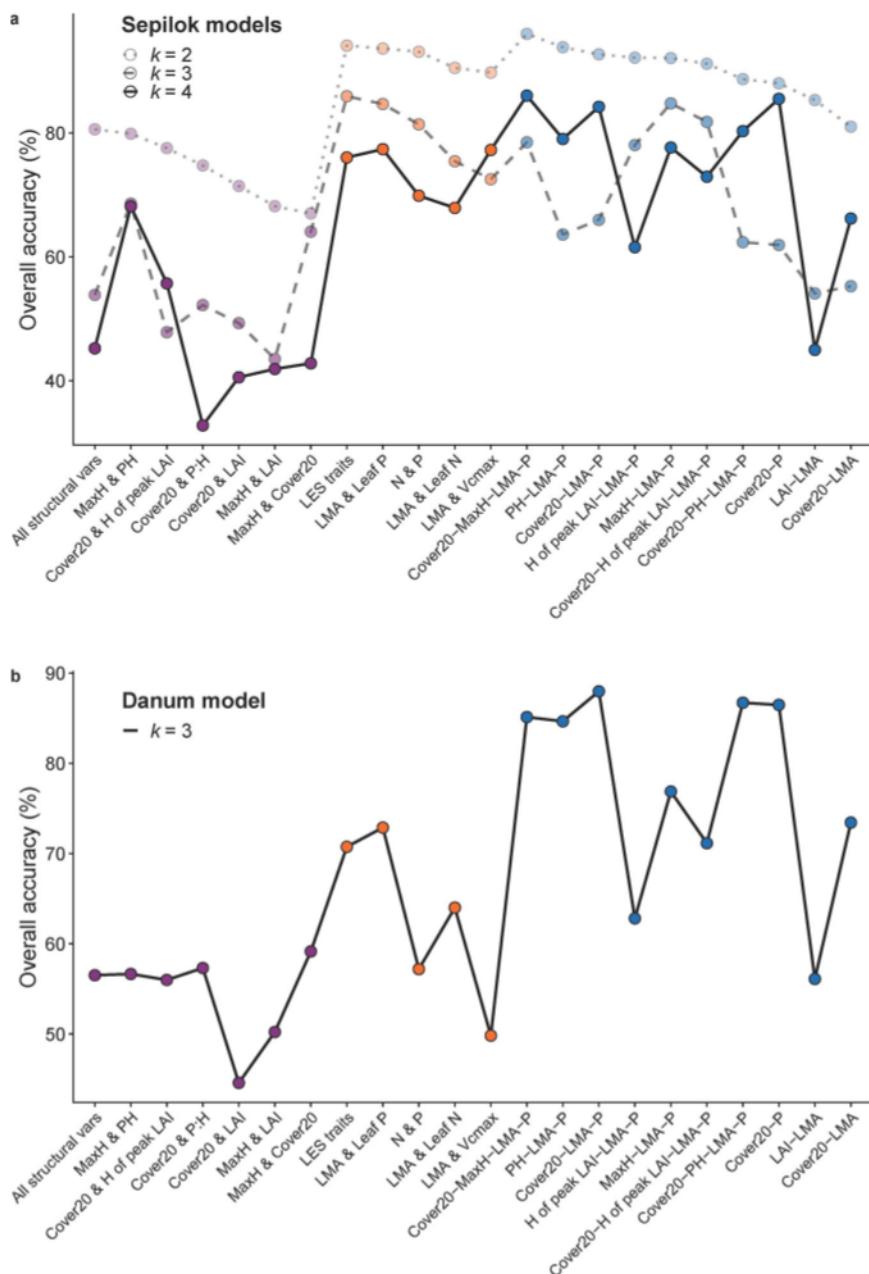 a
Sepilok models
k = 2
k = 3
k = 4
Overall accuracy (%)
80
60
40
All structural vars
MaxH & PH
Cover20 & H of peak LAI
Cover20 & P:H
Cover20 & LAI
MaxH & LAI
MaxH & Cover20
LES traits
LMA & Leaf P
N & P
LMA & Leaf N
LMA & Vcmax
Cover20−MaxH−LMA−P
PH−LMA−P
Cover20−LMA−P
H of peak LAI−LMA−P
MaxH−LMA−P
Cover20−H of peak LAI−LMA−P
Cover20−PH−LMA−P
Cover20−P
LAI−LMA
Cover20−LMA
b
Danum model
k = 3
Overall accuracy (%)
90
80
70
60
50
All structural vars
MaxH & PH
Cover20 & H of peak LAI
Cover20 & P:H
Cover20 & LAI
MaxH & LAI
MaxH & Cover20
LES traits
LMA & Leaf P
N & P
LMA & Leaf N
LMA & Vcmax
Cover20−MaxH−LMA−P
PH−LMA−P
Cover20−LMA−P
H of peak LAI−LMA−P
MaxH−LMA−P
Cover20−H of peak LAI−LMA−P
Cover20−PH−LMA−P
Cover20−P
LAI−LMA
Cover20−LMA